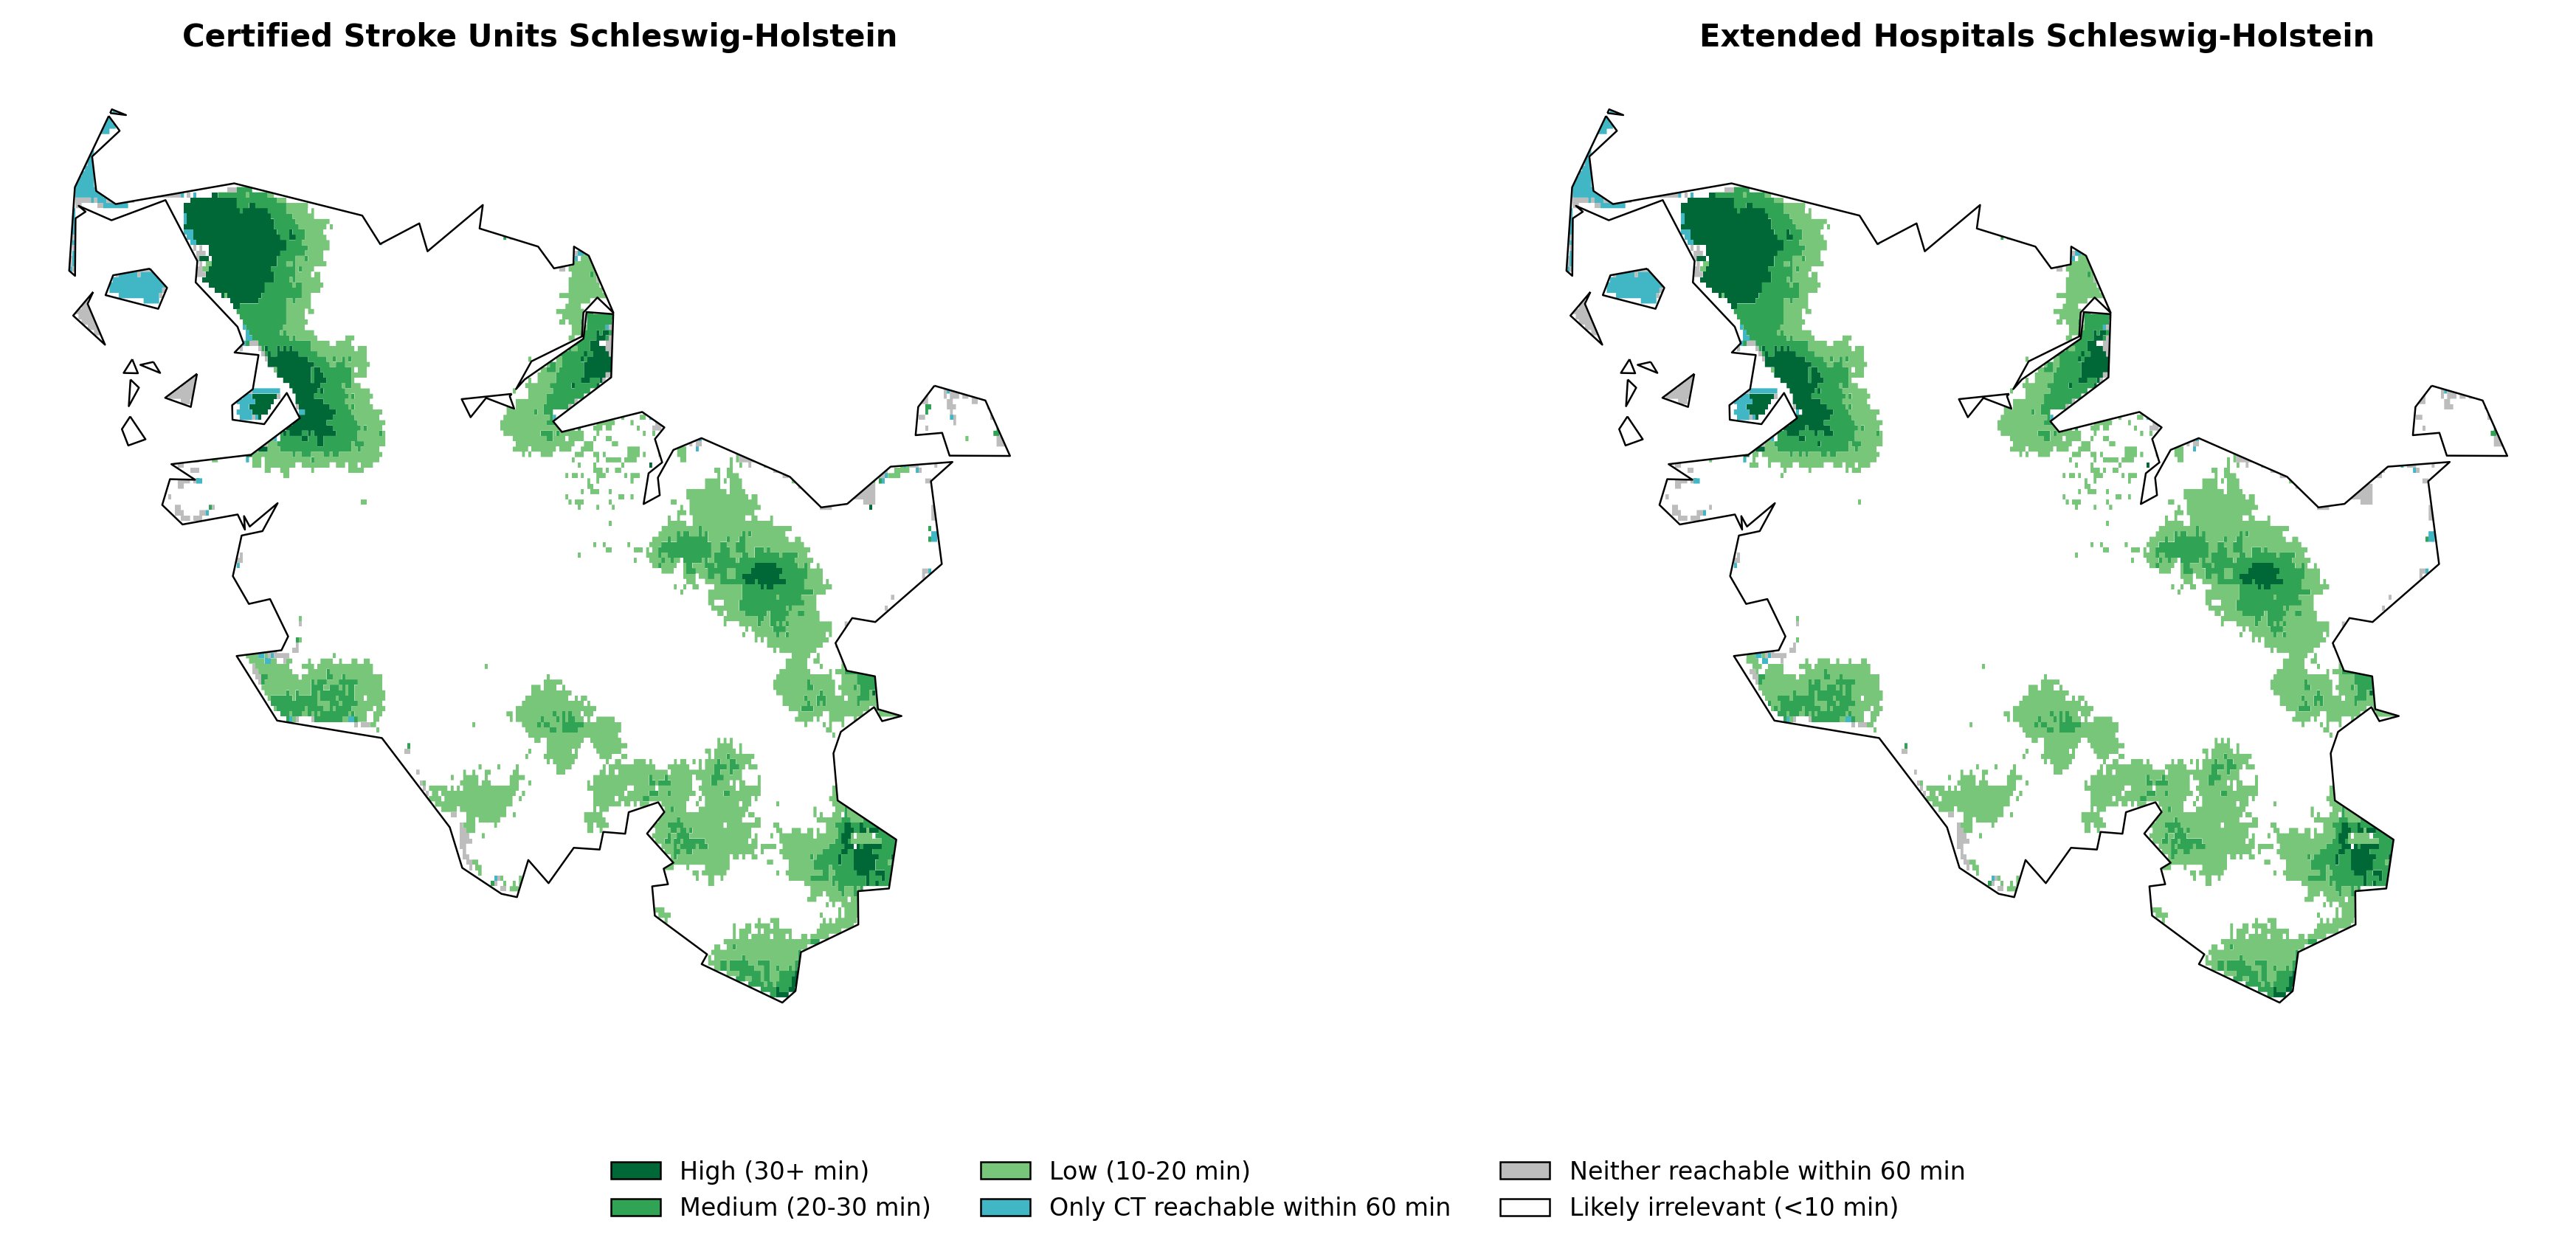 Certified Stroke Units Schleswig-Holstein
Extended Hospitals Schleswig-Holstein
High (30+ min)
Medium (20-30 min)
Low (10-20 min)
Only CT reachable within 60 min
Neither reachable within 60 min
Likely irrelevant (<10 min)